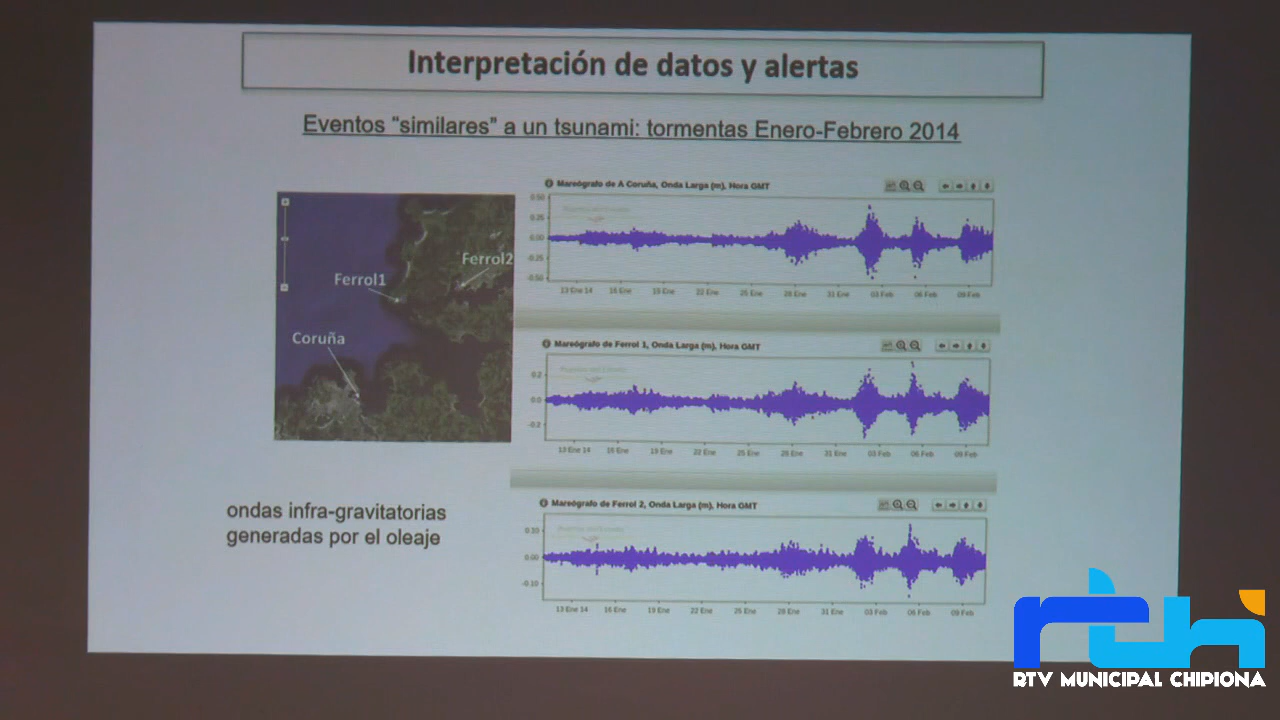 Interpretación de datos y alertas
Eventos “similares” a un tsunami: tormentas Enero-Febrero 2014
Ferrol2
Ferrol1
Coruña
Mareógrafo de A Coruña, Onda Larga (m), Hora GMT
0.50
0.25
0.00
-0.25
-0.50
13 Ene 14 16 Ene 19 Ene 22 Ene 25 Ene 28 Ene 31 Ene 03 Feb 06 Feb 09 Feb
Mareógrafo de Ferrol 1, Onda Larga (m), Hora GMT
0.2
0.0
-0.2
13 Ene 14 16 Ene 19 Ene 22 Ene 25 Ene 28 Ene 31 Ene 03 Feb 06 Feb 09 Feb
Mareógrafo de Ferrol 2, Onda Larga (m), Hora GMT
0.10
0.00
-0.10
13 Ene 14 16 Ene 19 Ene 22 Ene 25 Ene 28 Ene 31 Ene 03 Feb 06 Feb 09 Feb
ondas infra-gravitatorias
generadas por el oleaje
rtchi
RTV MUNICIPAL CHIPIONA